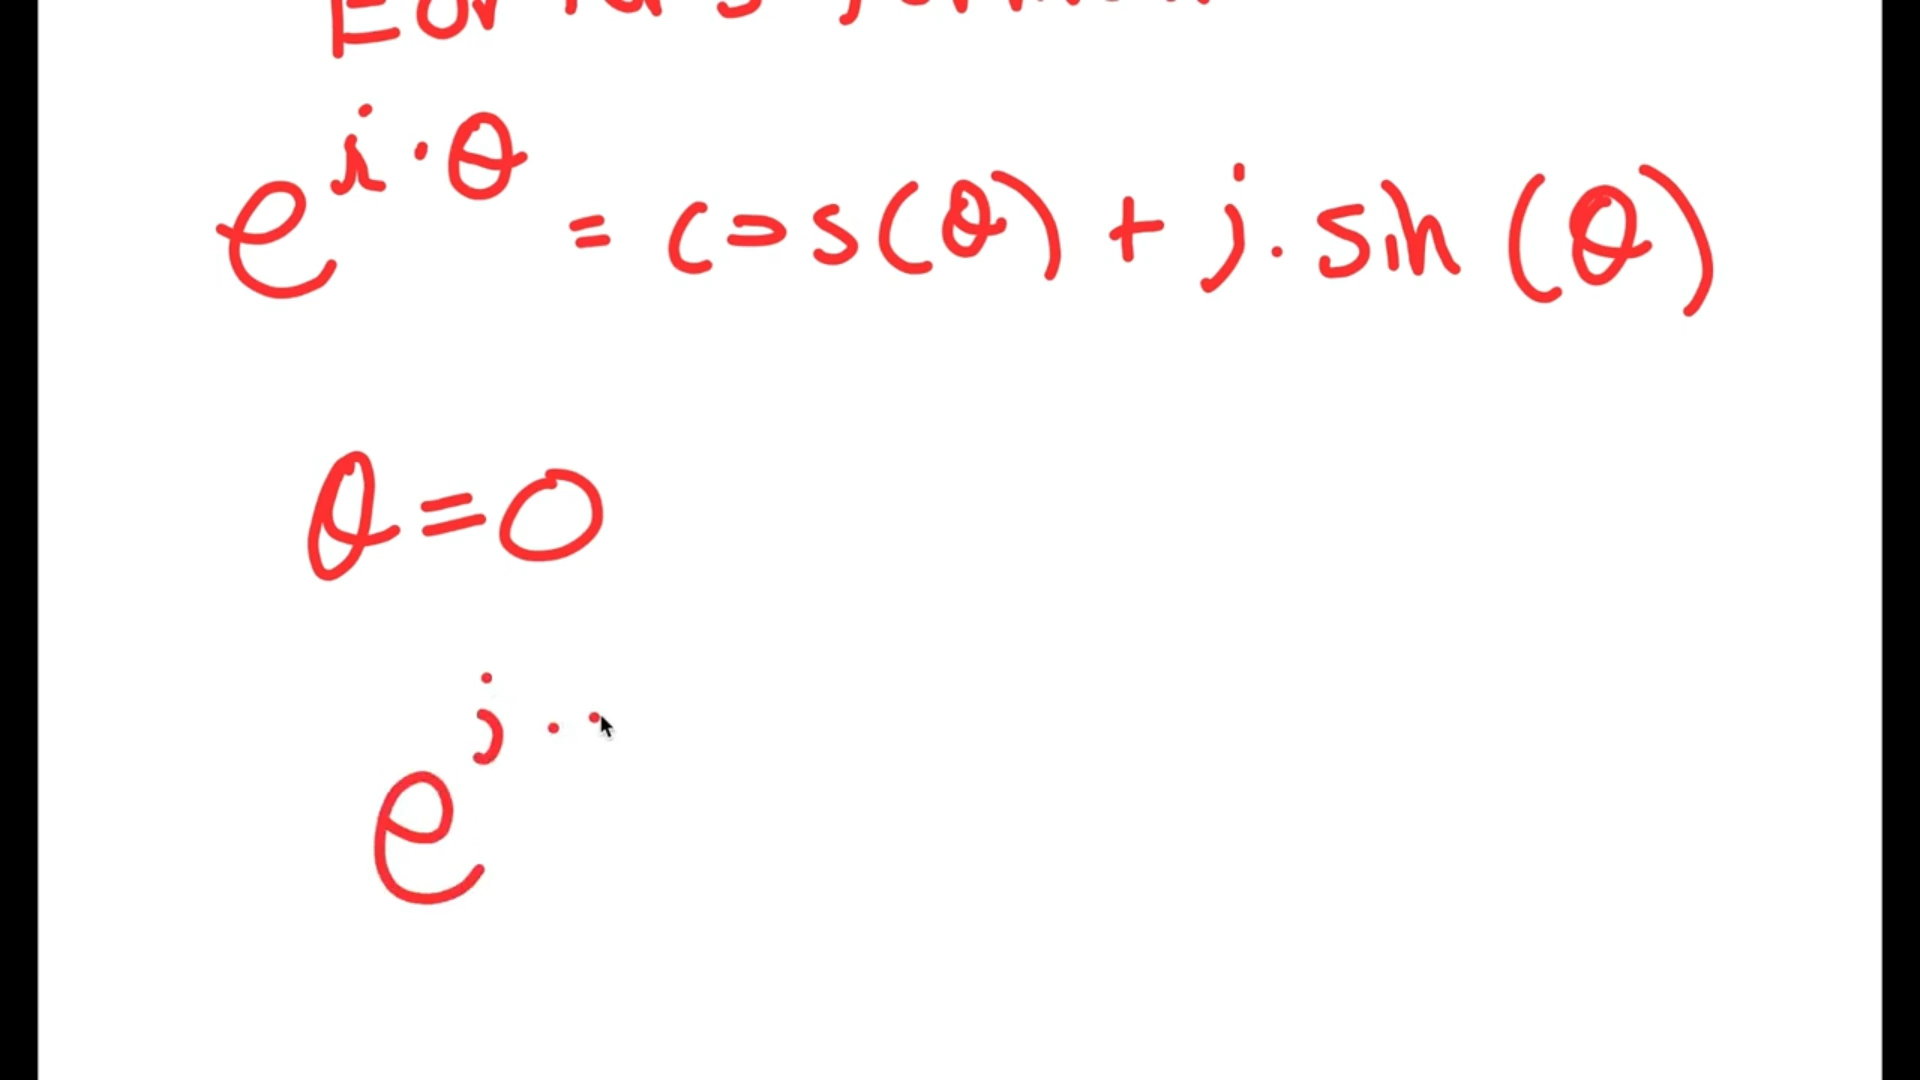 e^{i·θ} = cos(θ) + j·sin(θ)
θ=0
e^{j·